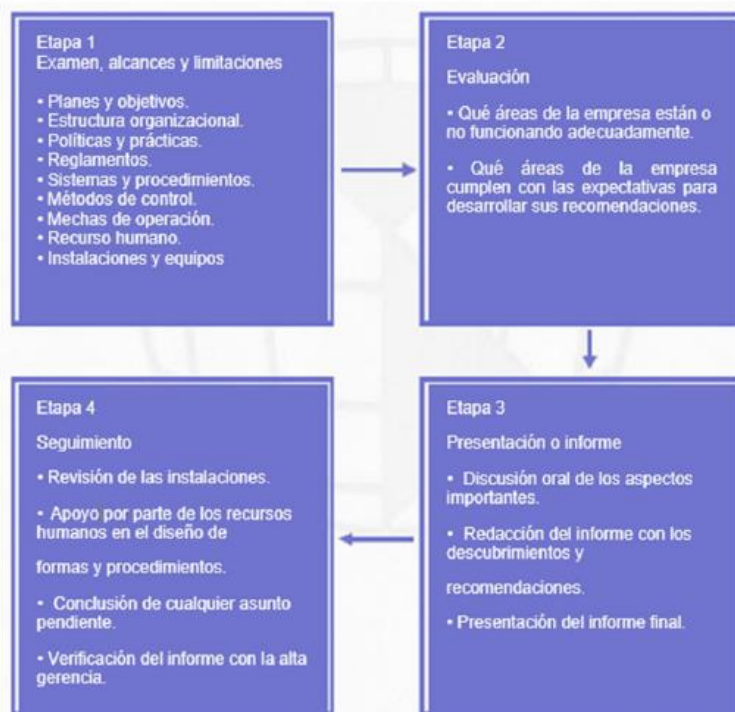 Etapa 1
Examen, alcances y limitaciones
• Planes y objetivos.
• Estructura organizacional.
• Políticas y prácticas.
• Reglamentos.
• Sistemas y procedimientos.
• Métodos de control.
• Mechas de operación.
• Recurso humano.
• Instalaciones y equipos
Etapa 2
Evaluación
• Qué áreas de la empresa están o
no funcionando adecuadamente.
• Qué áreas de la empresa
cumplen con las expectativas para
desarrollar sus recomendaciones.
Etapa 3
Presentación o informe
• Discusión oral de los aspectos
importantes.
• Redacción del informe con los
descubrimientos y
recomendaciones.
• Presentación del informe final.
Etapa 4
Seguimiento
• Revisión de las instalaciones.
• Apoyo por parte de los recursos
humanos en el diseño de
formas y procedimientos.
• Conclusión de cualquier asunto
pendiente.
• Verificación del informe con la alta
gerencia.